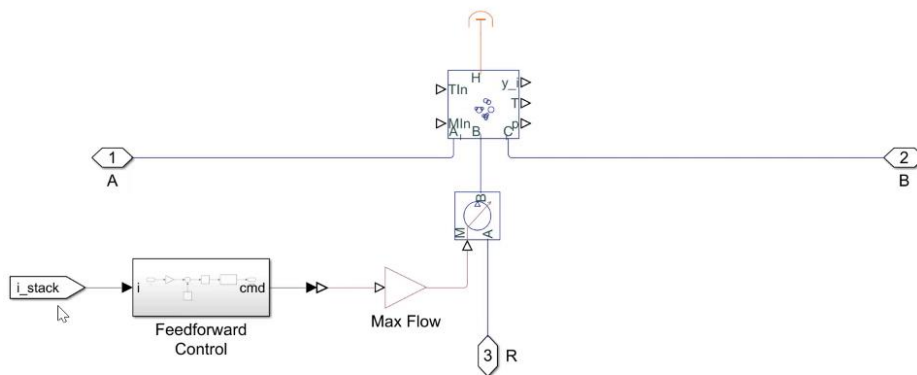 H
y_i
TIn
T
MIn
p
A
B
C
1
A
2
B
B
M
A
i_stack
i
cmd
Feedforward
Control
Max Flow
3
R